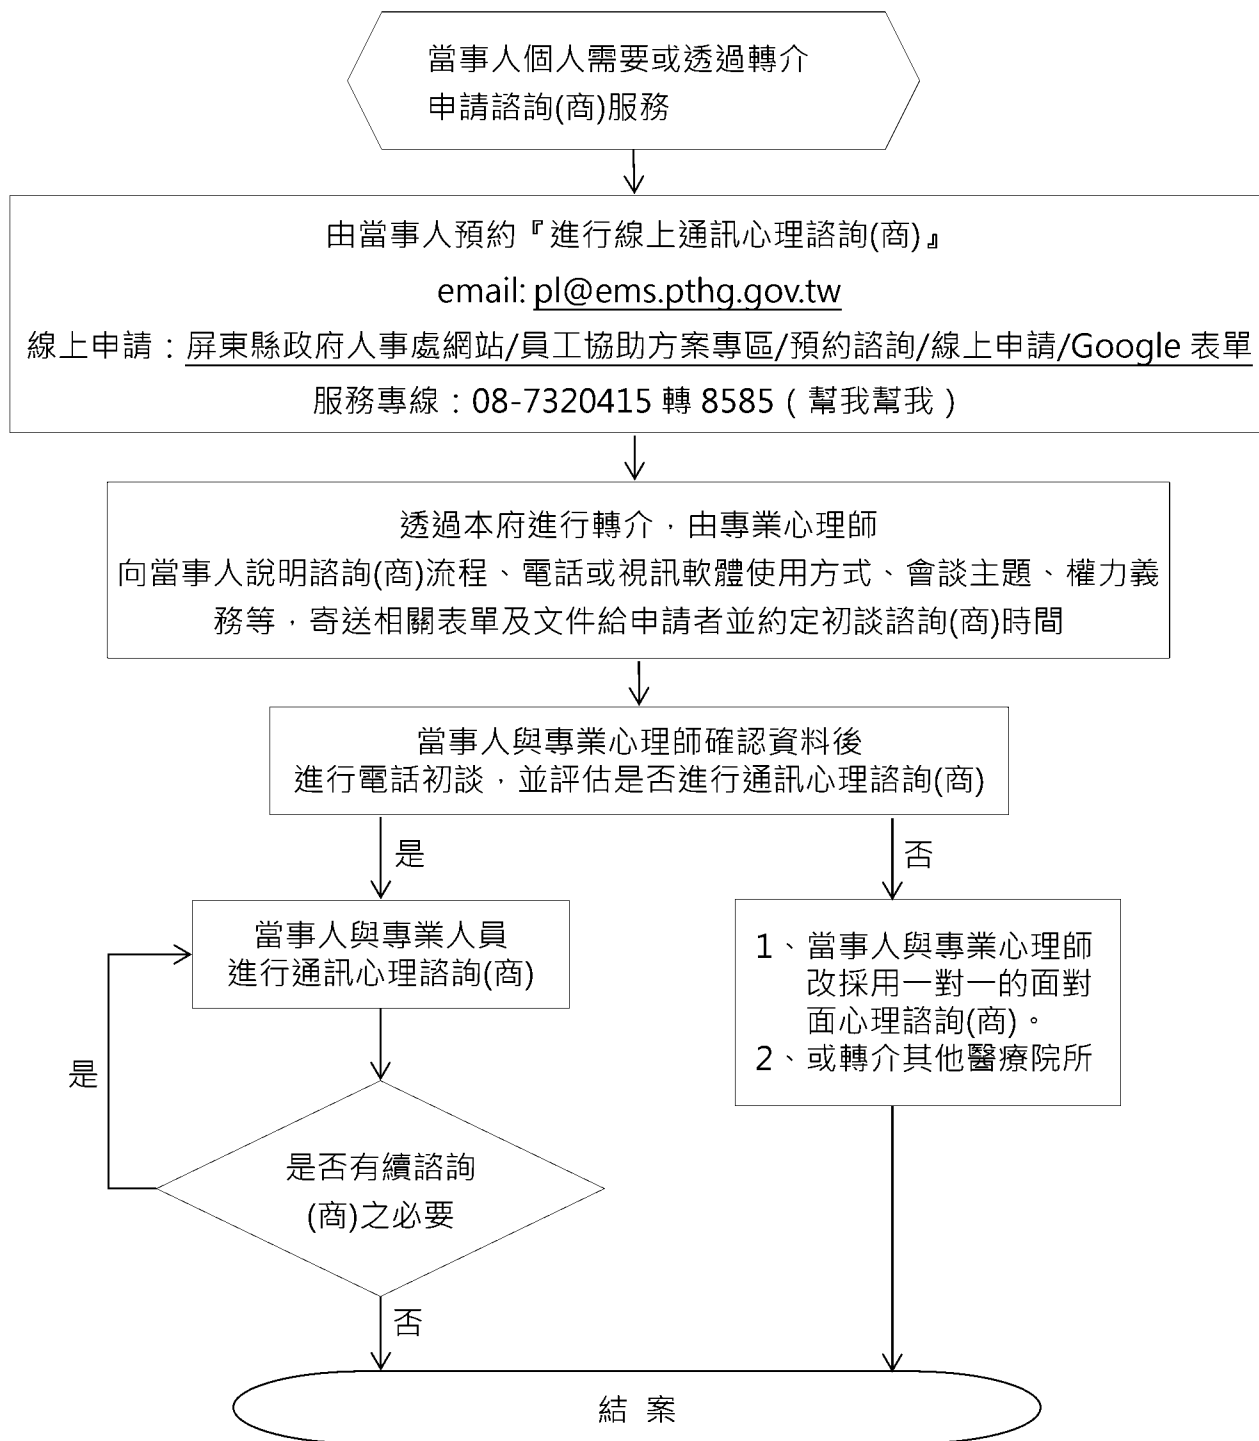 當事人個人需要或透過轉介
申請諮詢(商)服務
由當事人預約『進行線上通訊心理諮詢(商)』
email: pl@ems.pthg.gov.tw
線上申請：屏東縣政府人事處網站/員工協助方案專區/預約諮詢/線上申請/Google 表單
服務專線：08-7320415 轉 8585（幫我幫我）
透過本府進行轉介，由專業心理師
向當事人說明諮詢(商)流程、電話或視訊軟體使用方式、會談主題、權力義
務等，寄送相關表單及文件給申請者並約定初談諮詢(商)時間
當事人與專業心理師確認資料後
進行電話初談，並評估是否進行通訊心理諮詢(商)
是
否
當事人與專業人員
進行通訊心理諮詢(商)
1、當事人與專業心理師
改採用一對一的面對
面心理諮詢(商)。
2、或轉介其他醫療院所
是
是否有續諮詢
(商)之必要
否
結 案